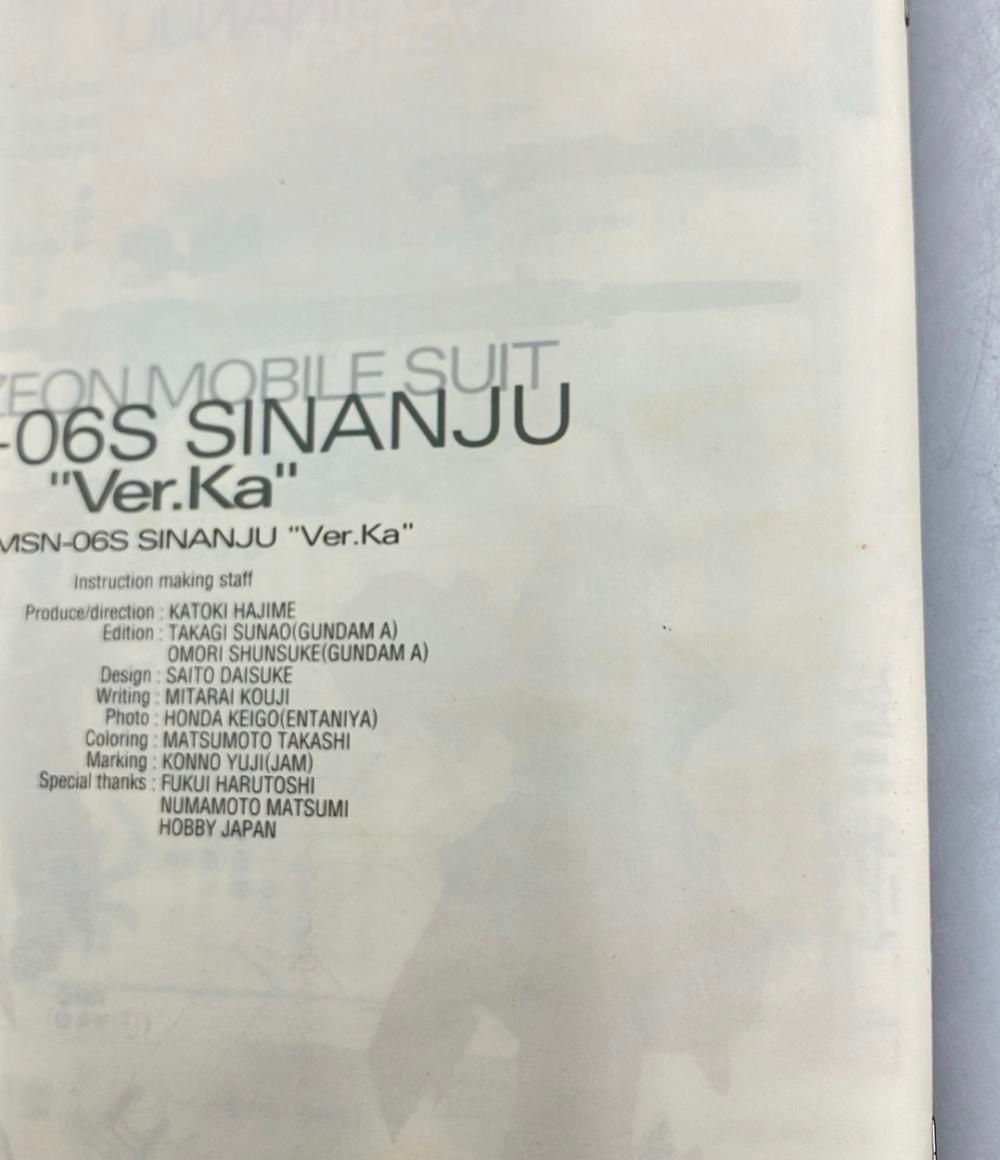 ZEON MOBILE SUIT
-06S SINANJU
"Ver.Ka"
MSN-06S SINANJU "Ver.Ka"
Instruction making staff
Produce/direction : KATOKI HAJIME
Edition : TAKAGI SUNAO(GUNDAM A)
OMORI SHUNSUKE(GUNDAM A)
Design : SAITO DAISUKE
Writing : MITARAI KOUJI
Photo : HONDA KEIGO(ENTANIYA)
Coloring : MATSUMOTO TAKASHI
Marking : KONNO YUJI(JAM)
Special thanks : FUKUI HARUTOSHI
NUMAMOTO MATSUMI
HOBBY JAPAN